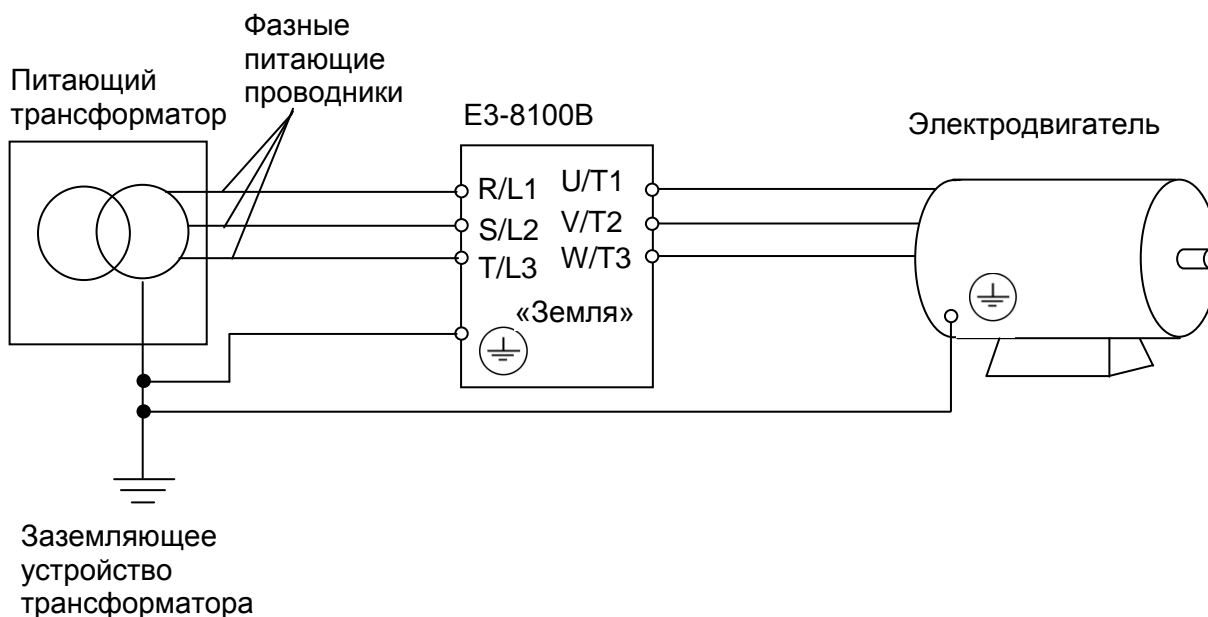 Фазные
питающие
проводники
Питающий
трансформатор
E3-8100B
Электродвигатель
R/L1
U/T1
S/L2
V/T2
T/L3
W/T3
«Земля»
Заземляющее
устройство
трансформатора